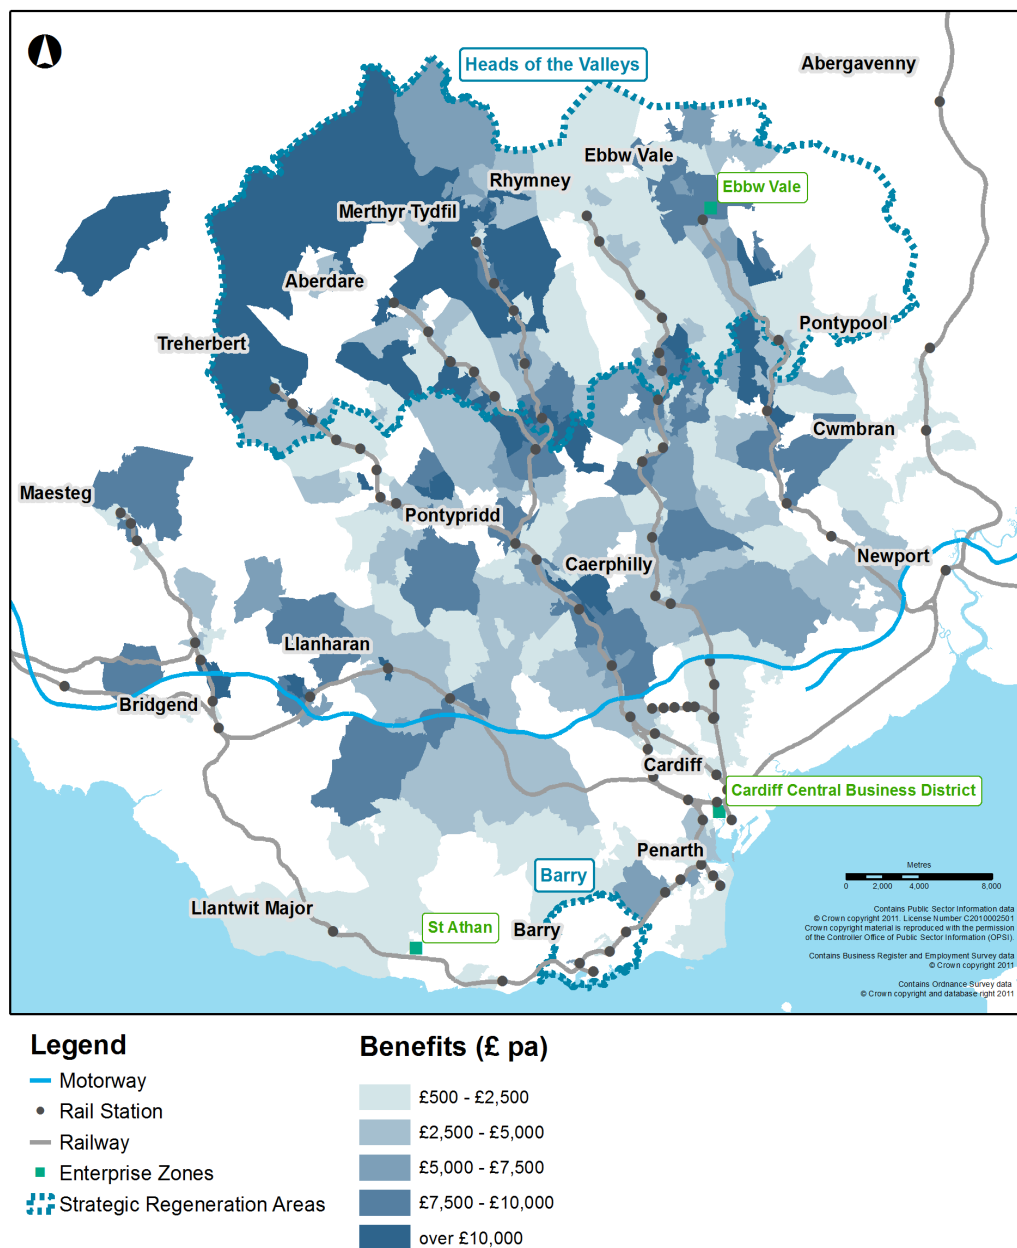 Heads of the Valleys
Abergavenny
Ebbw Vale
Rhymney
Ebbw Vale
Merthyr Tydfil
Aberdare
Pontypool
Treherbert
Cwmbran
Maesteg
Pontypridd
Newport
Caerphilly
Llanharan
Bridgend
Cardiff
Cardiff Central Business District
Penarth
Metres
0 2,000 4,000 8,000
Barry
Llantwit Major
St Athan
Barry
Contains Public Sector Information data
© Crown copyright 2011. License Number C2010002501
Crown copyright material is reproduced with the permission
of the Controller Office of Public Sector Information (OPSI).
Contains Business Register and Employment Survey data
© Crown copyright 2011
Contains Ordnance Survey data
© Crown copyright and database right 2011
Legend
Motorway
Rail Station
Railway
Enterprise Zones
Strategic Regeneration Areas
Benefits (£ pa)
£500 - £2,500
£2,500 - £5,000
£5,000 - £7,500
£7,500 - £10,000
over £10,000